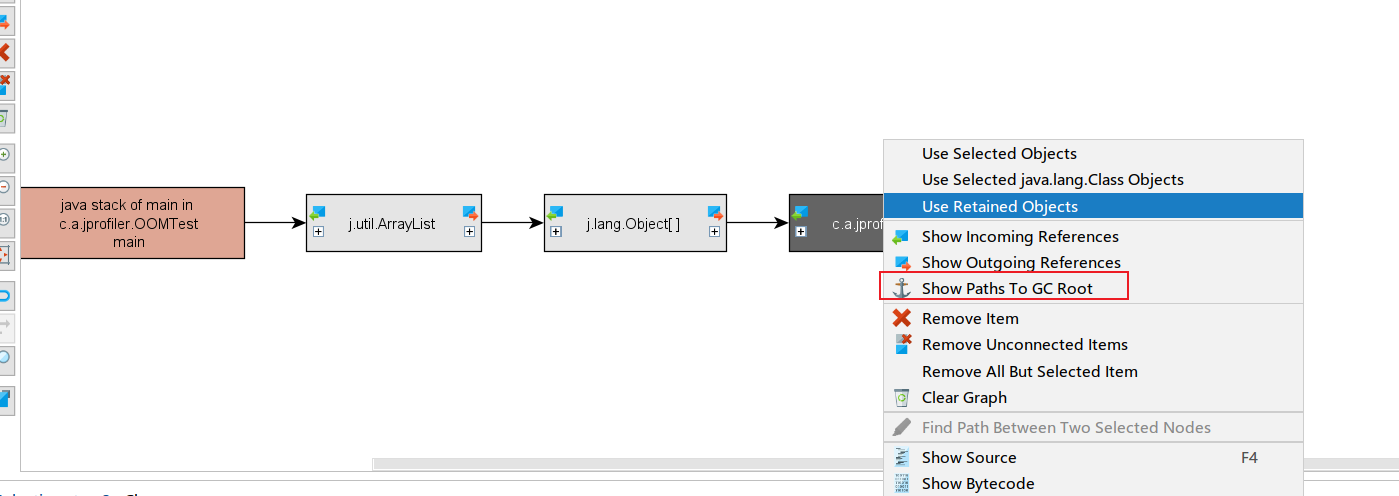 java stack of main in
c.a.jprofiler.OOMTest
main
j.util.ArrayList
j.lang.Object[ ]
Use Selected Objects
Use Selected java.lang.Class Objects
Use Retained Objects
Show Incoming References
Show Outgoing References
Show Paths To GC Root
Remove Item
Remove Unconnected Items
Remove All But Selected Item
Clear Graph
Find Path Between Two Selected Nodes
Show Source F4
Show Bytecode